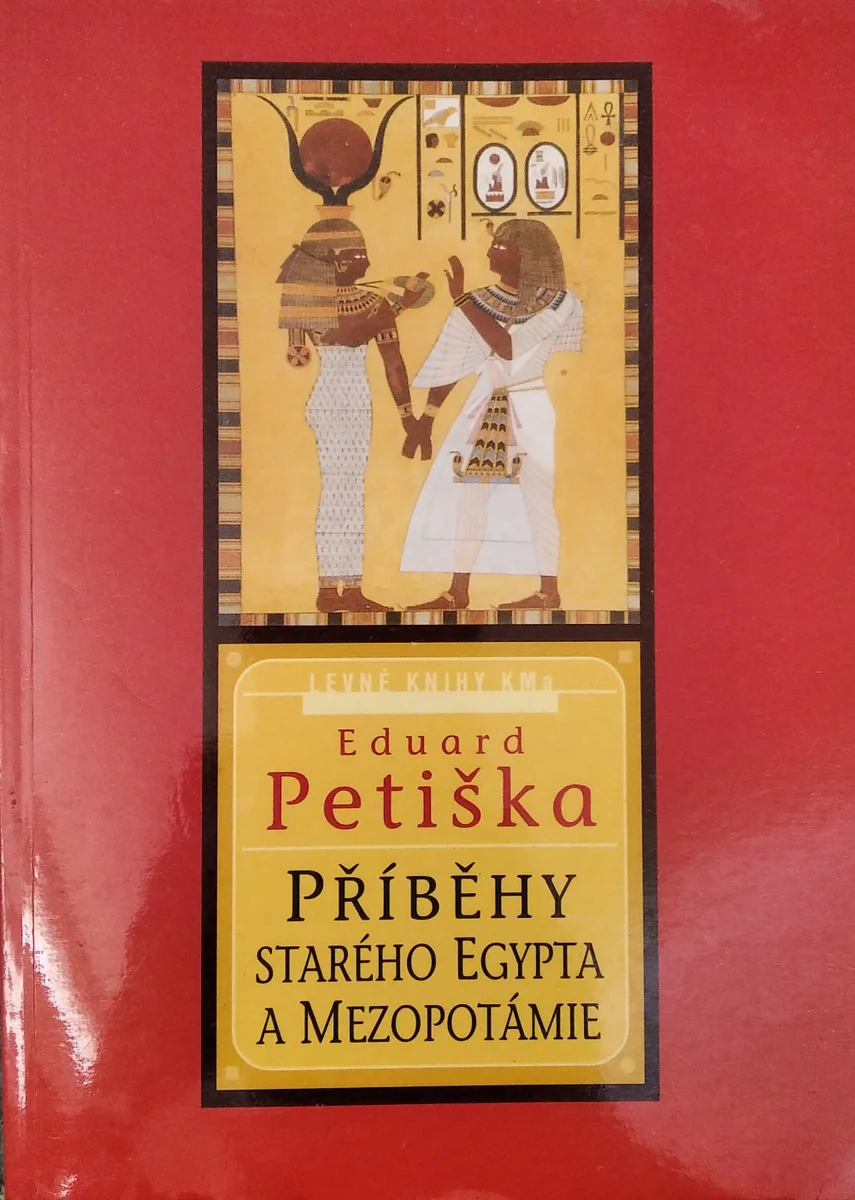 LEVNÉ KNIHY KMa
Eduard
Petiška
PŘÍBĚHY
STARÉHO EGYPTA
A MEZOPOTÁMIE